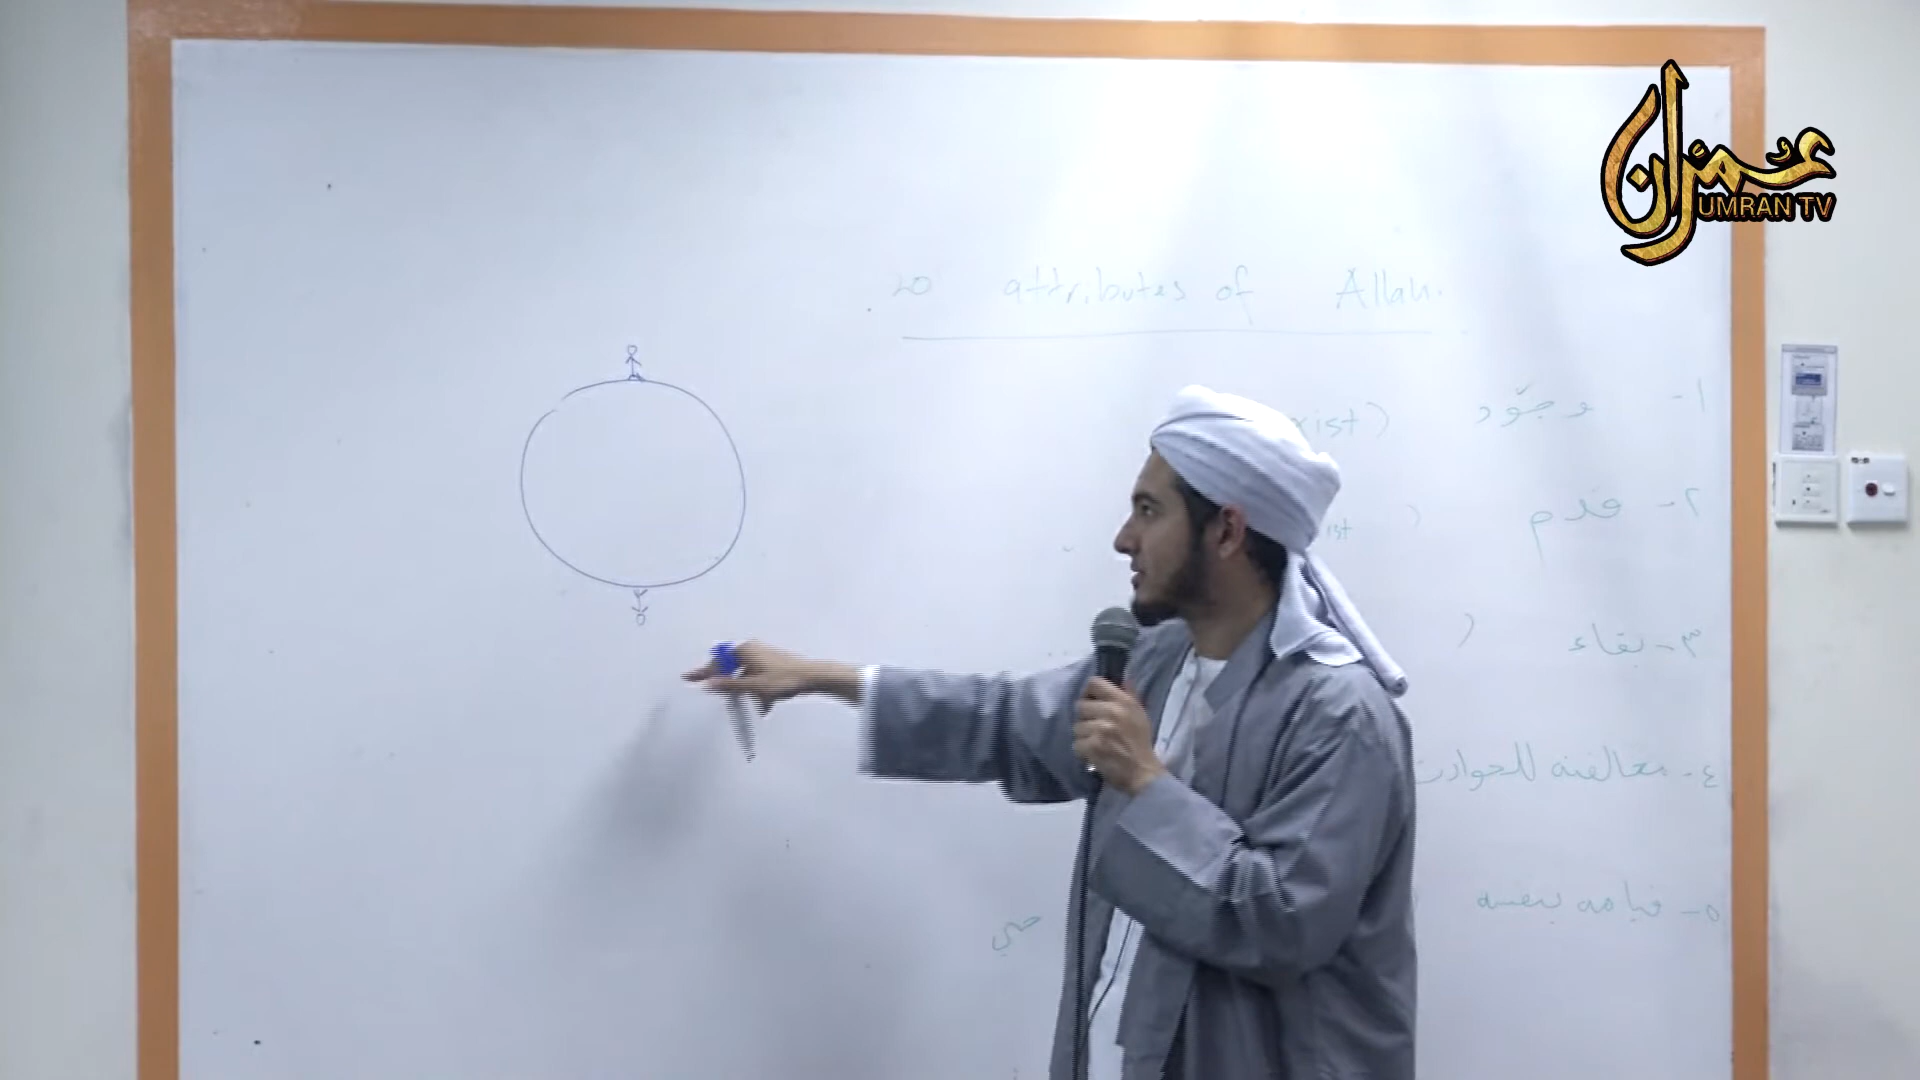 عمران
UMRAN TV
20 attributes of Allah.
١- وجود (xist)
٢- قدم (ist)
٣- بقاء (
٤- مخالفته للحوادث
٥- قيامه بنفسه